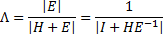 Λ = |E| / |H + E| = 1 / |I + HE⁻¹|